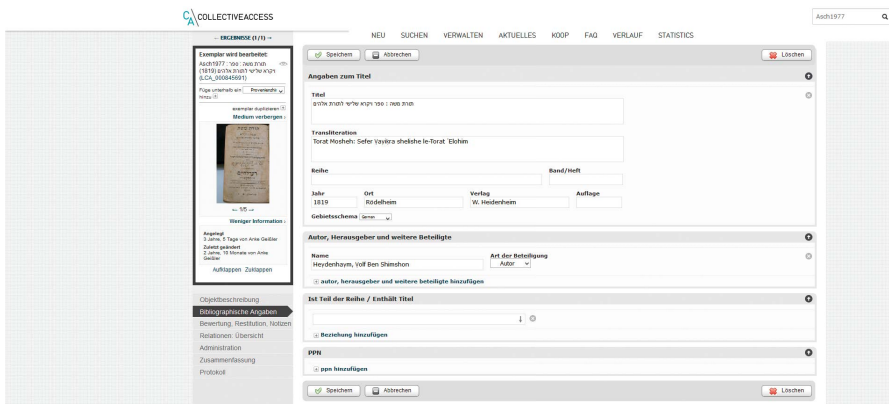 COLLECTIVEACCESS
Asch1977
NEU SUCHEN VERWALTEN AKTUELLES KOOP FAQ VERLAUF STATISTICS
← ERGEBNISSE (1/1) →
Exemplar wird bearbeitet:
Asch1977 : תורת משה : ספר
ויקרא שלישי לתורת אלהים (1819)
(LCA_000845691)
Füge unterhalb ein Provenienzhi
hinzu
exemplar duplizieren
Medium verbergen ›
← 1/5 →
Weniger Information ›
Angelegt
3 Jahre, 5 Tage von Anke Geißler
Zuletzt geändert
2 Jahre, 10 Monate von Anke
Geißler
Aufklappen Zuklappen
Objektbeschreibung
Bibliographische Angaben
Bewertung, Restitution, Notizen
Relationen: Übersicht
Administration
Zusammenfassung
Protokoll
Speichern Abbrechen Löschen
Angaben zum Titel
Titel
תורת משה : ספר ויקרא שלישי לתורת אלהים
Transliteration
Torat Mosheh: Sefer Vayiḳra shelishe le-Torat ʿElohim
Reihe Band/Heft
Jahr Ort Verlag Auflage
1819 Rödelheim W. Heidenheim
Gebietsschema German
Autor, Herausgeber und weitere Beteiligte
Name Art der Beteiligung
Heydenhaym, Volf Ben Shimshon Autor
autor, herausgeber und weitere beteiligte hinzufügen
Ist Teil der Reihe / Enthält Titel
Beziehung hinzufügen
PPN
ppn hinzufügen
Speichern Abbrechen Löschen